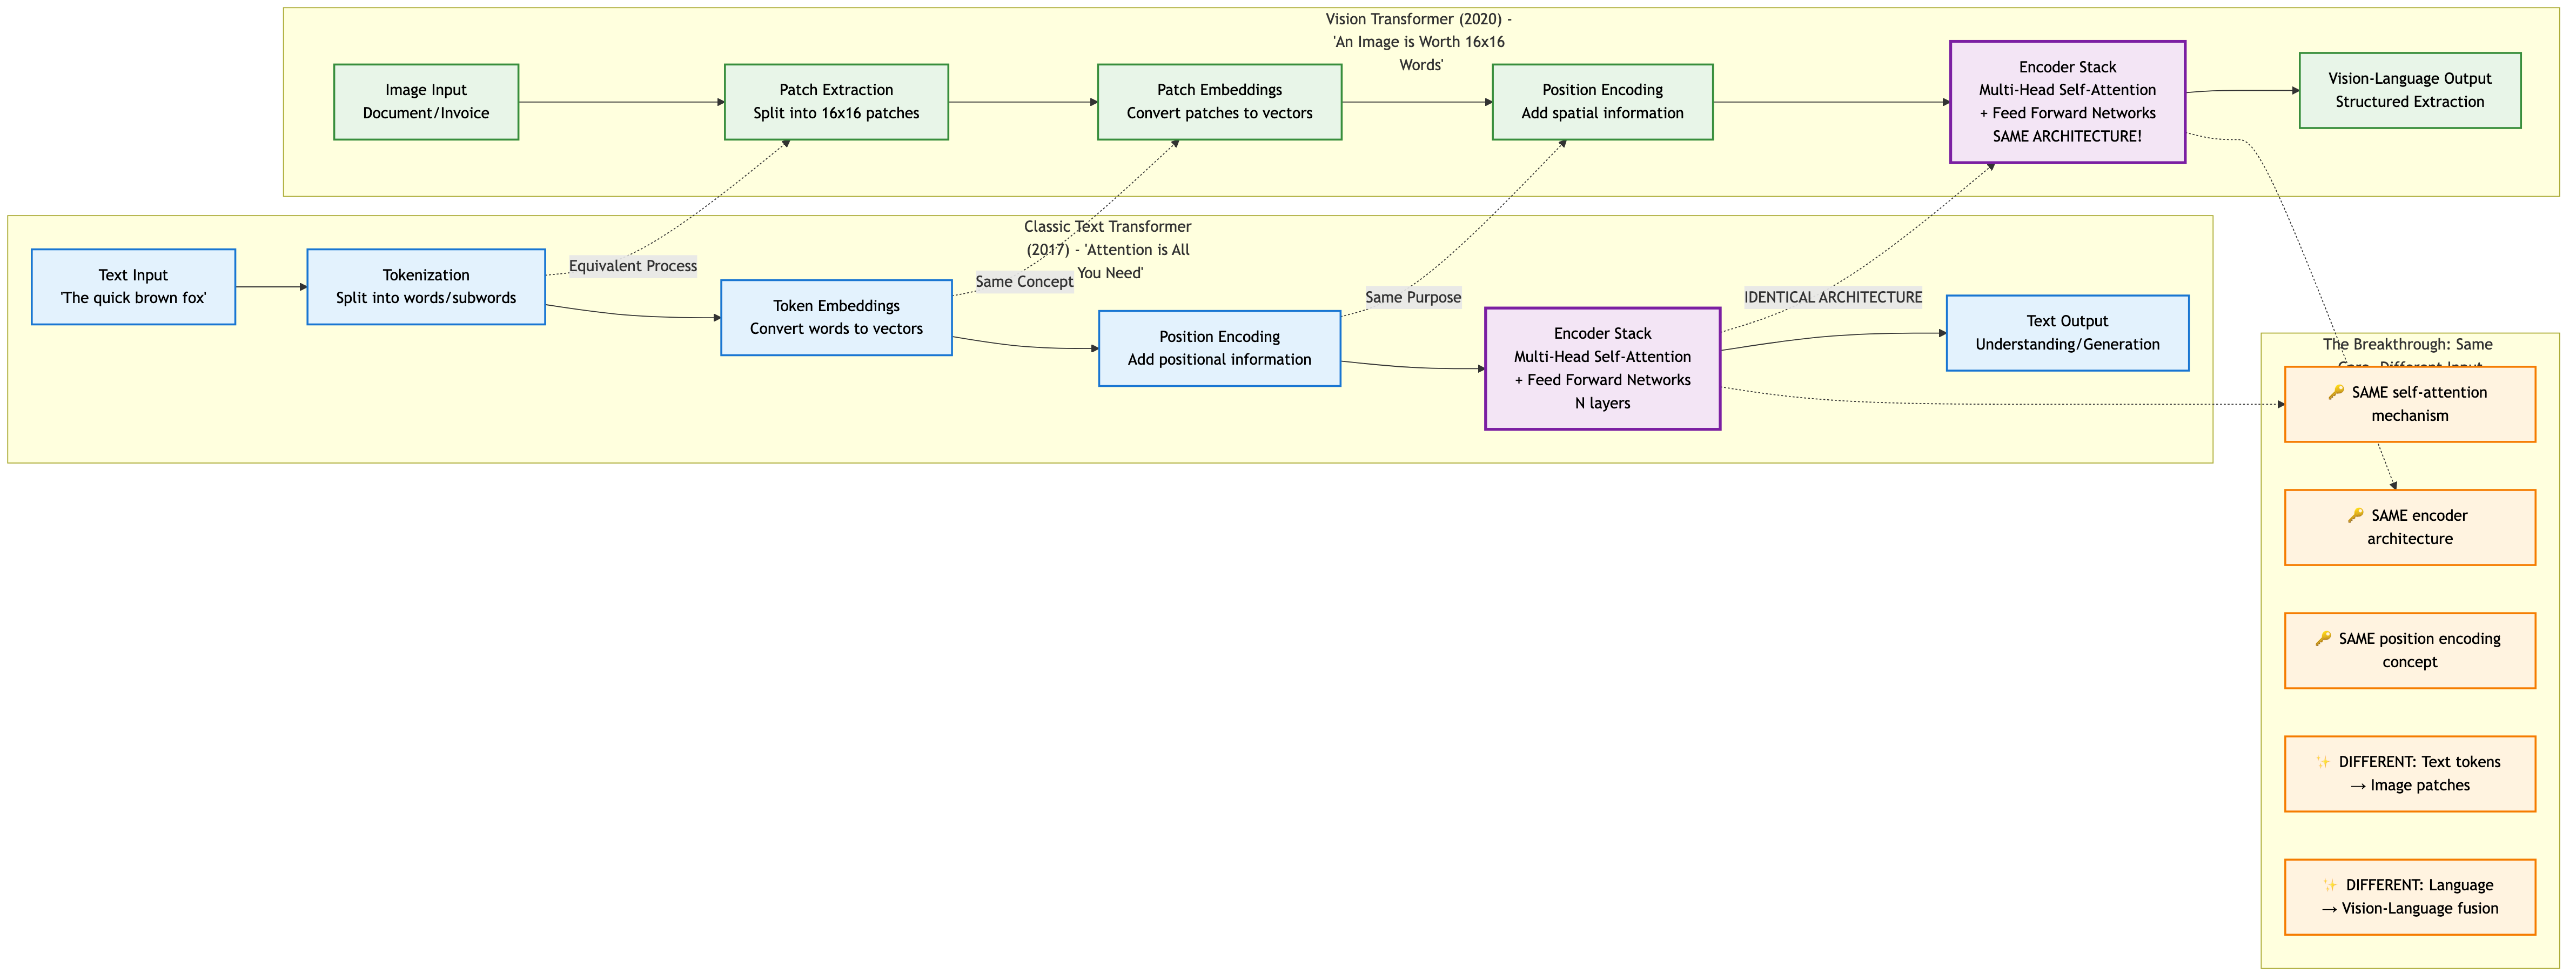 Vision Transformer (2020) -
'An Image is Worth 16x16
Words'
Image Input
Document/Invoice
Patch Extraction
Split into 16x16 patches
Patch Embeddings
Convert patches to vectors
Position Encoding
Add spatial information
Encoder Stack
Multi-Head Self-Attention
+ Feed Forward Networks
SAME ARCHITECTURE!
Vision-Language Output
Structured Extraction
Classic Text Transformer
(2017) - 'Attention is All
You Need'
Text Input
'The quick brown fox'
Tokenization
Split into words/subwords
Equivalent Process
Token Embeddings
Convert words to vectors
Same Concept
Position Encoding
Add positional information
Same Purpose
Encoder Stack
Multi-Head Self-Attention
+ Feed Forward Networks
N layers
IDENTICAL ARCHITECTURE
Text Output
Understanding/Generation
The Breakthrough: Same
Core, Different Input
🔑 SAME self-attention
mechanism
🔑 SAME encoder
architecture
🔑 SAME position encoding
concept
✨ DIFFERENT: Text tokens
→ Image patches
✨ DIFFERENT: Language
→ Vision-Language fusion